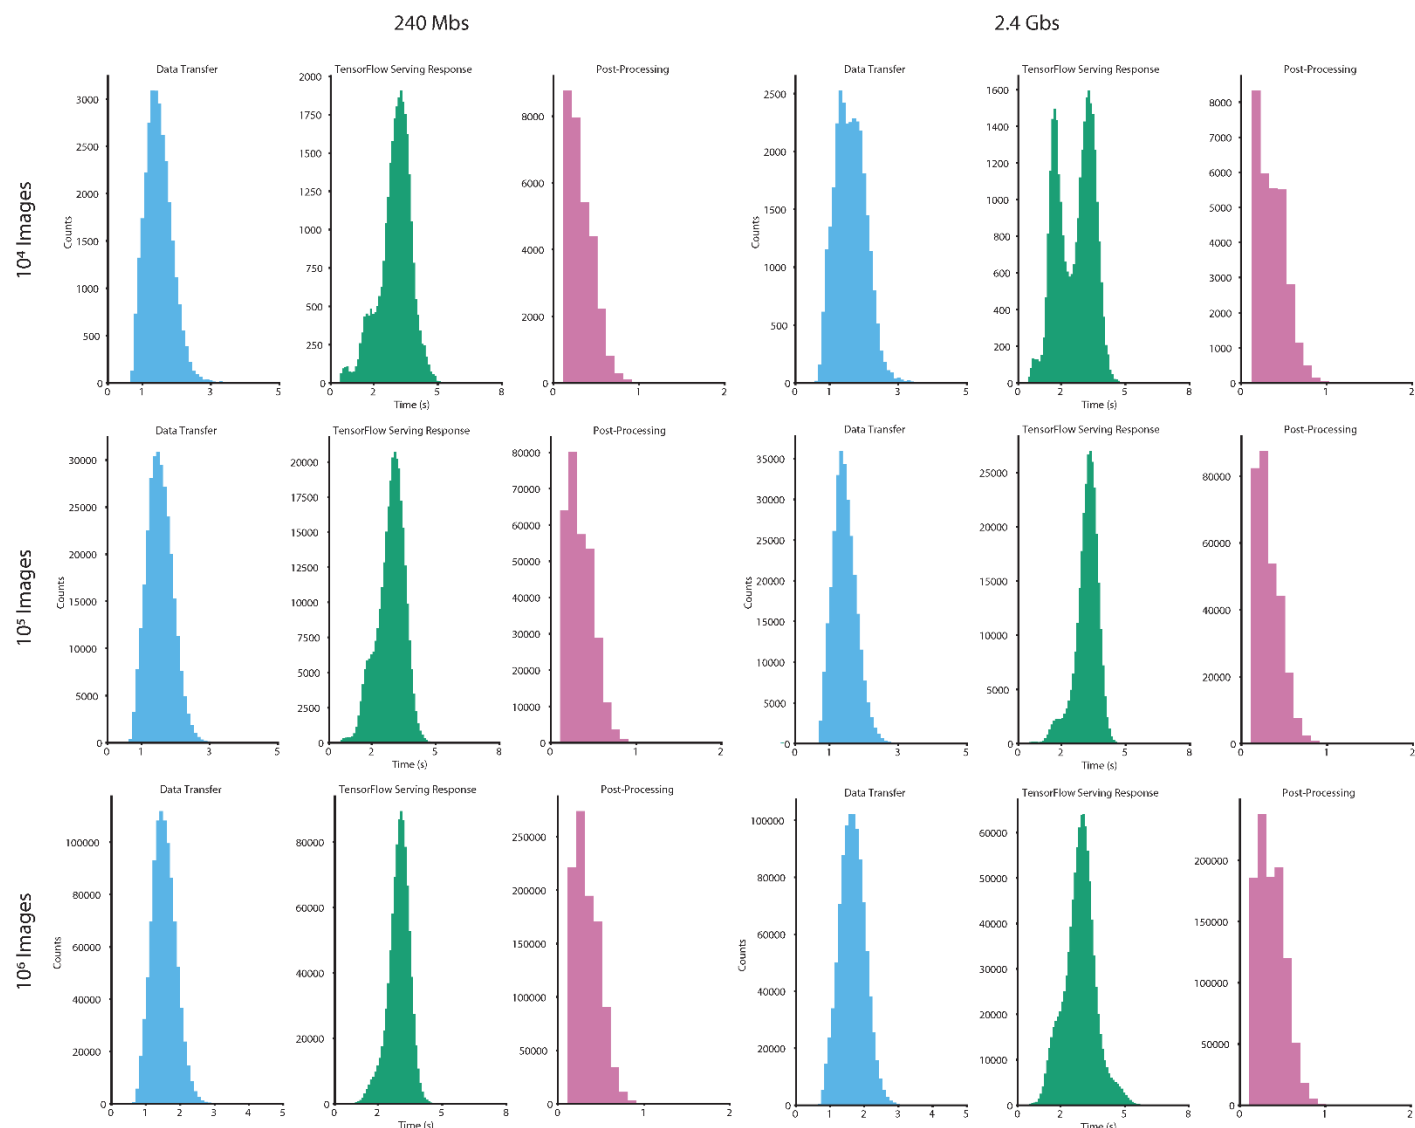 240 Mbs
2.4 Gbs
10⁴ Images
Data Transfer
Counts
3000
2500
2000
1500
1000
500
0
0 1 3 5
TensorFlow Serving Response
2000
1750
1500
1250
1000
750
500
250
0
0 2 5 8
Time (s)
Post-Processing
8000
6000
4000
2000
0
0 1 2
Data Transfer
Counts
2500
2000
1500
1000
500
0
0 1 3 5
TensorFlow Serving Response
1600
1400
1200
1000
800
600
400
200
0
0 2 5 8
Time (s)
Post-Processing
8000
7000
6000
5000
4000
3000
2000
1000
0
0 1 2
10⁵ Images
Data Transfer
Counts
30000
25000
20000
15000
10000
5000
0
0 1 3 5
TensorFlow Serving Response
20000
17500
15000
12500
10000
7500
5000
2500
0
0 2 5 8
Time (s)
Post-Processing
80000
70000
60000
50000
40000
30000
20000
10000
0
0 1 2
Data Transfer
Counts
35000
30000
25000
20000
15000
10000
5000
0
0 1 3 5
TensorFlow Serving Response
25000
20000
15000
10000
5000
0
0 2 5 8
Time (s)
Post-Processing
80000
60000
40000
20000
0
0 1 2
10⁶ Images
Data Transfer
Counts
100000
80000
60000
40000
20000
0
0 1 2 4 5
TensorFlow Serving Response
80000
60000
40000
20000
0
0 2 5 8
Time (s)
Post-Processing
250000
200000
150000
100000
50000
0
0 1 2
Data Transfer
Counts
100000
80000
60000
40000
20000
0
0 1 2 3 5
TensorFlow Serving Response
60000
50000
40000
30000
20000
10000
0
0 2 5 8
Time (s)
Post-Processing
200000
150000
100000
50000
0
0 1 2